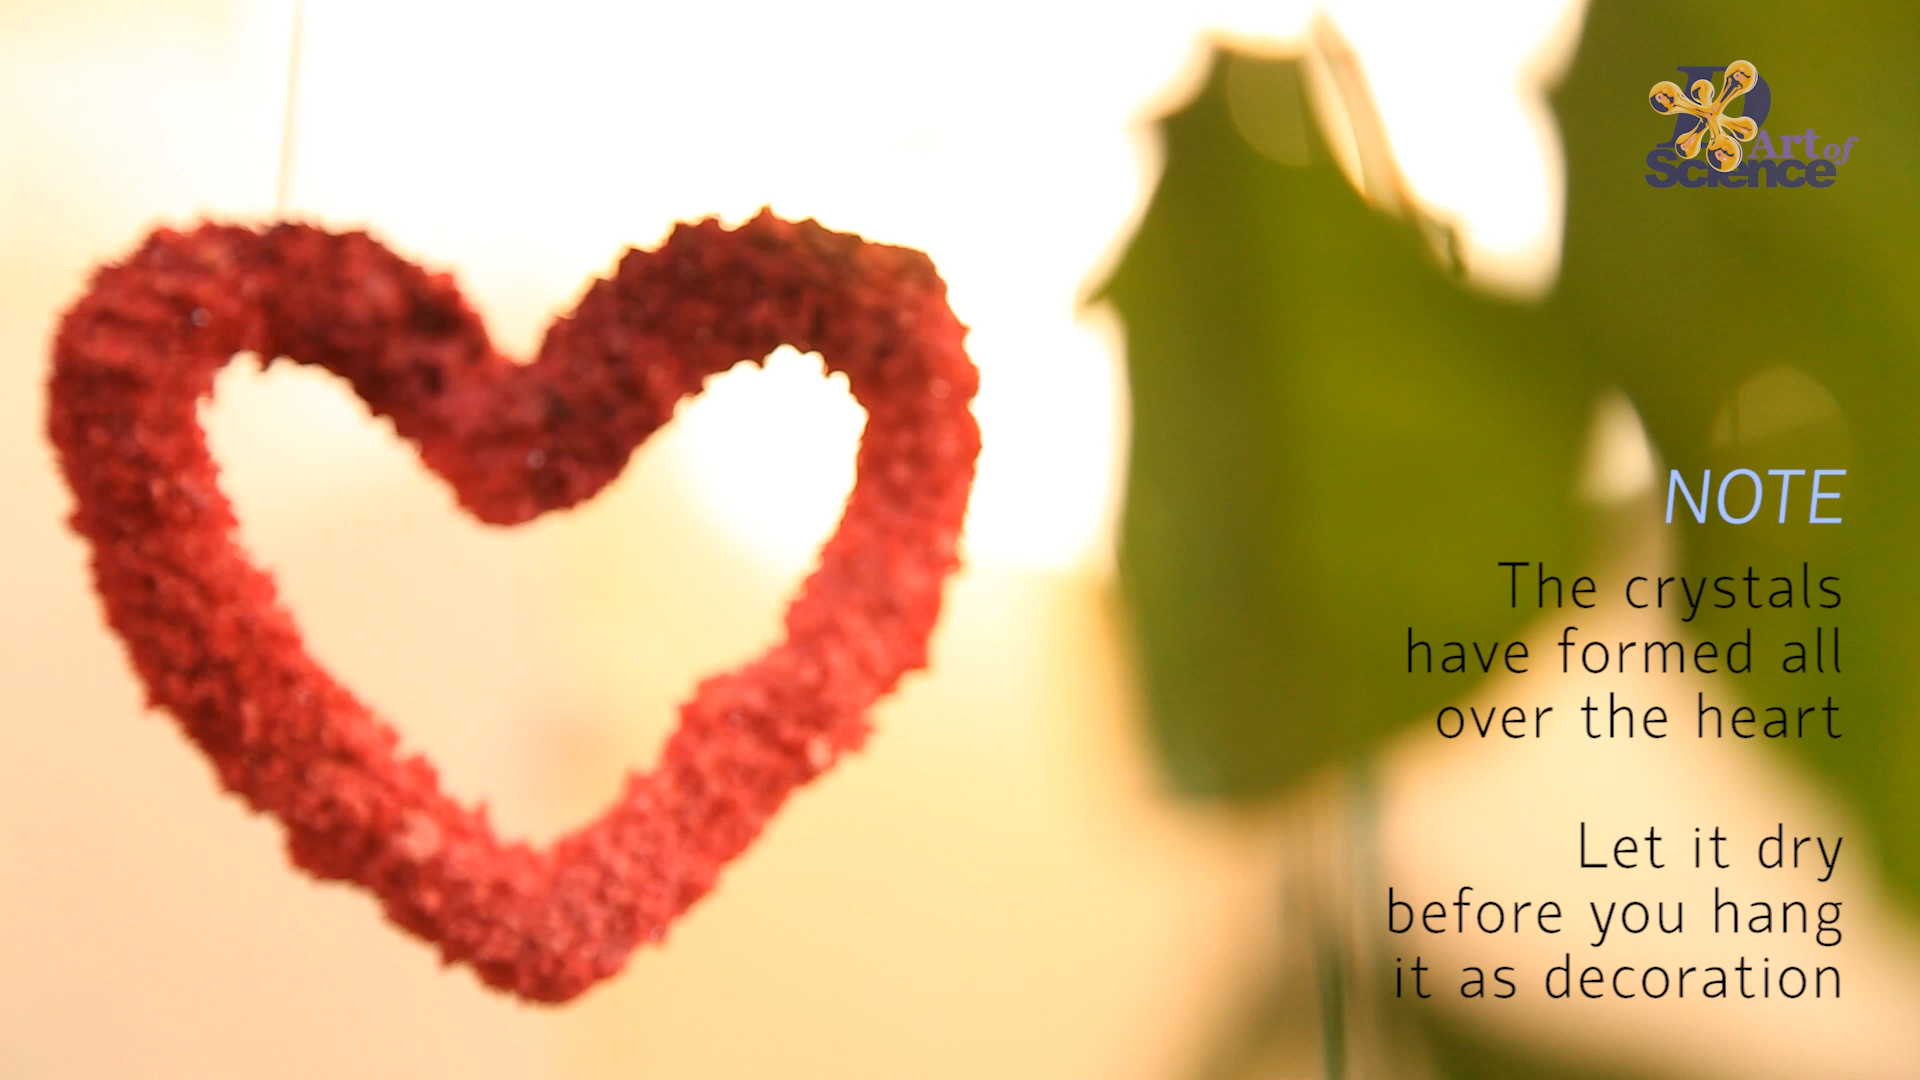 Art of
Science
NOTE
The crystals
have formed all
over the heart
Let it dry
before you hang
it as decoration